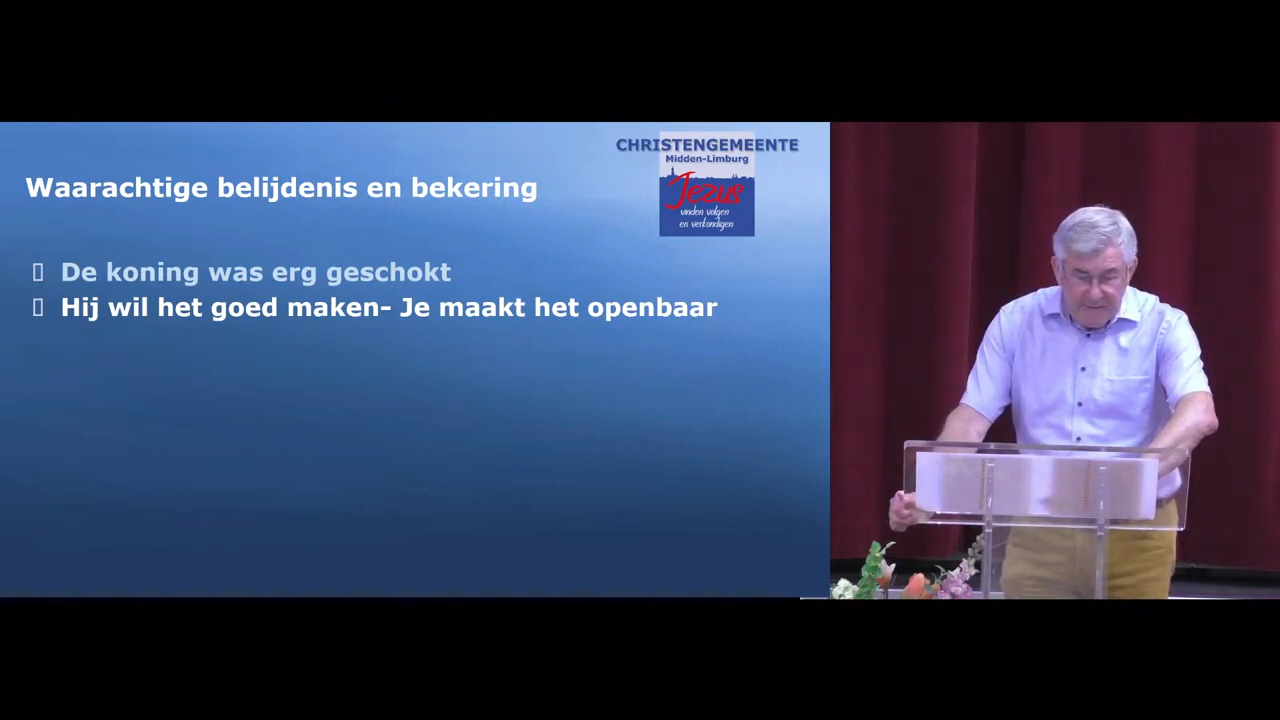 CHRISTENGEMEENTE
Midden-Limburg
Jezus
vinden volgen
en verkondigen
Waarachtige belijdenis en bekering
De koning was erg geschokt
Hij wil het goed maken- Je maakt het openbaar